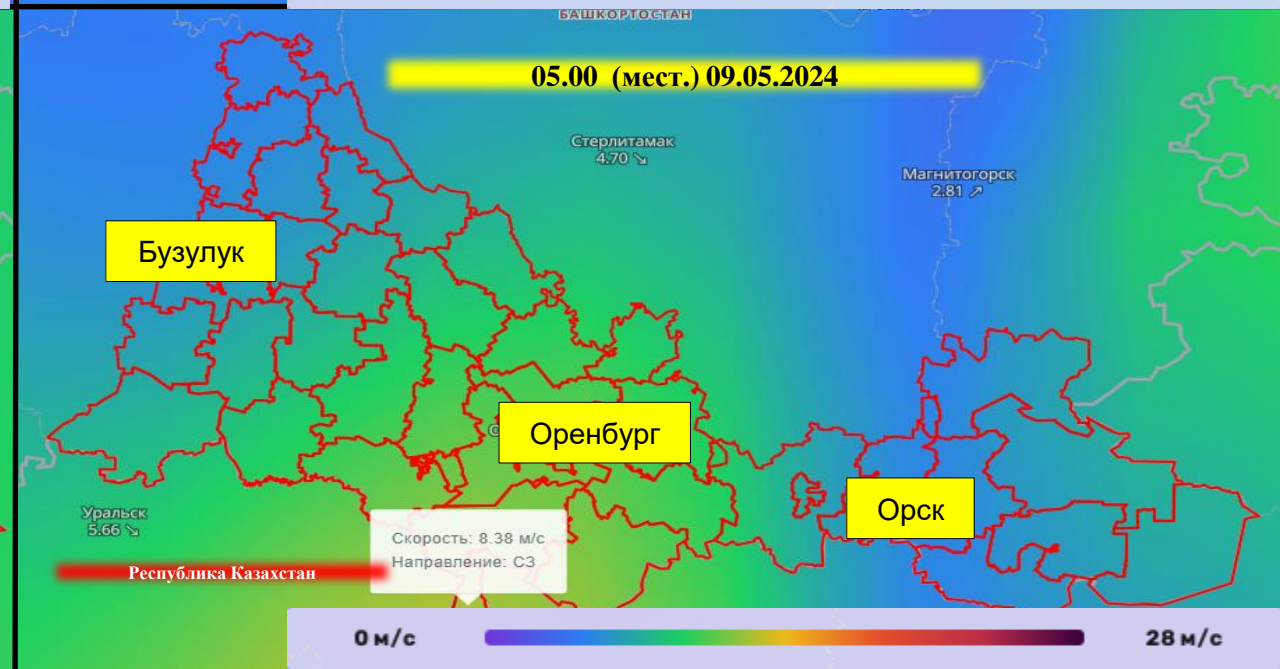 БАШКОРТОСТАН
05.00 (мест.) 09.05.2024
Стерлитамак
4.70 ↘
Магнитогорск
2.81 ↗
Бузулук
Оренбург
Орск
Уральск
5.66 ↘
Скорость: 8.38 м/с
Направление: СЗ
Республика Казахстан
0 м/с
28 м/с